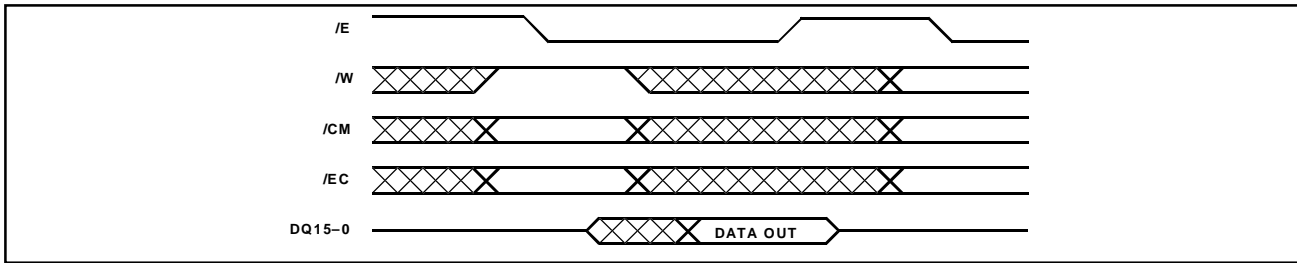 /E
/W
/CM
/EC
DQ15–0
DATA OUT